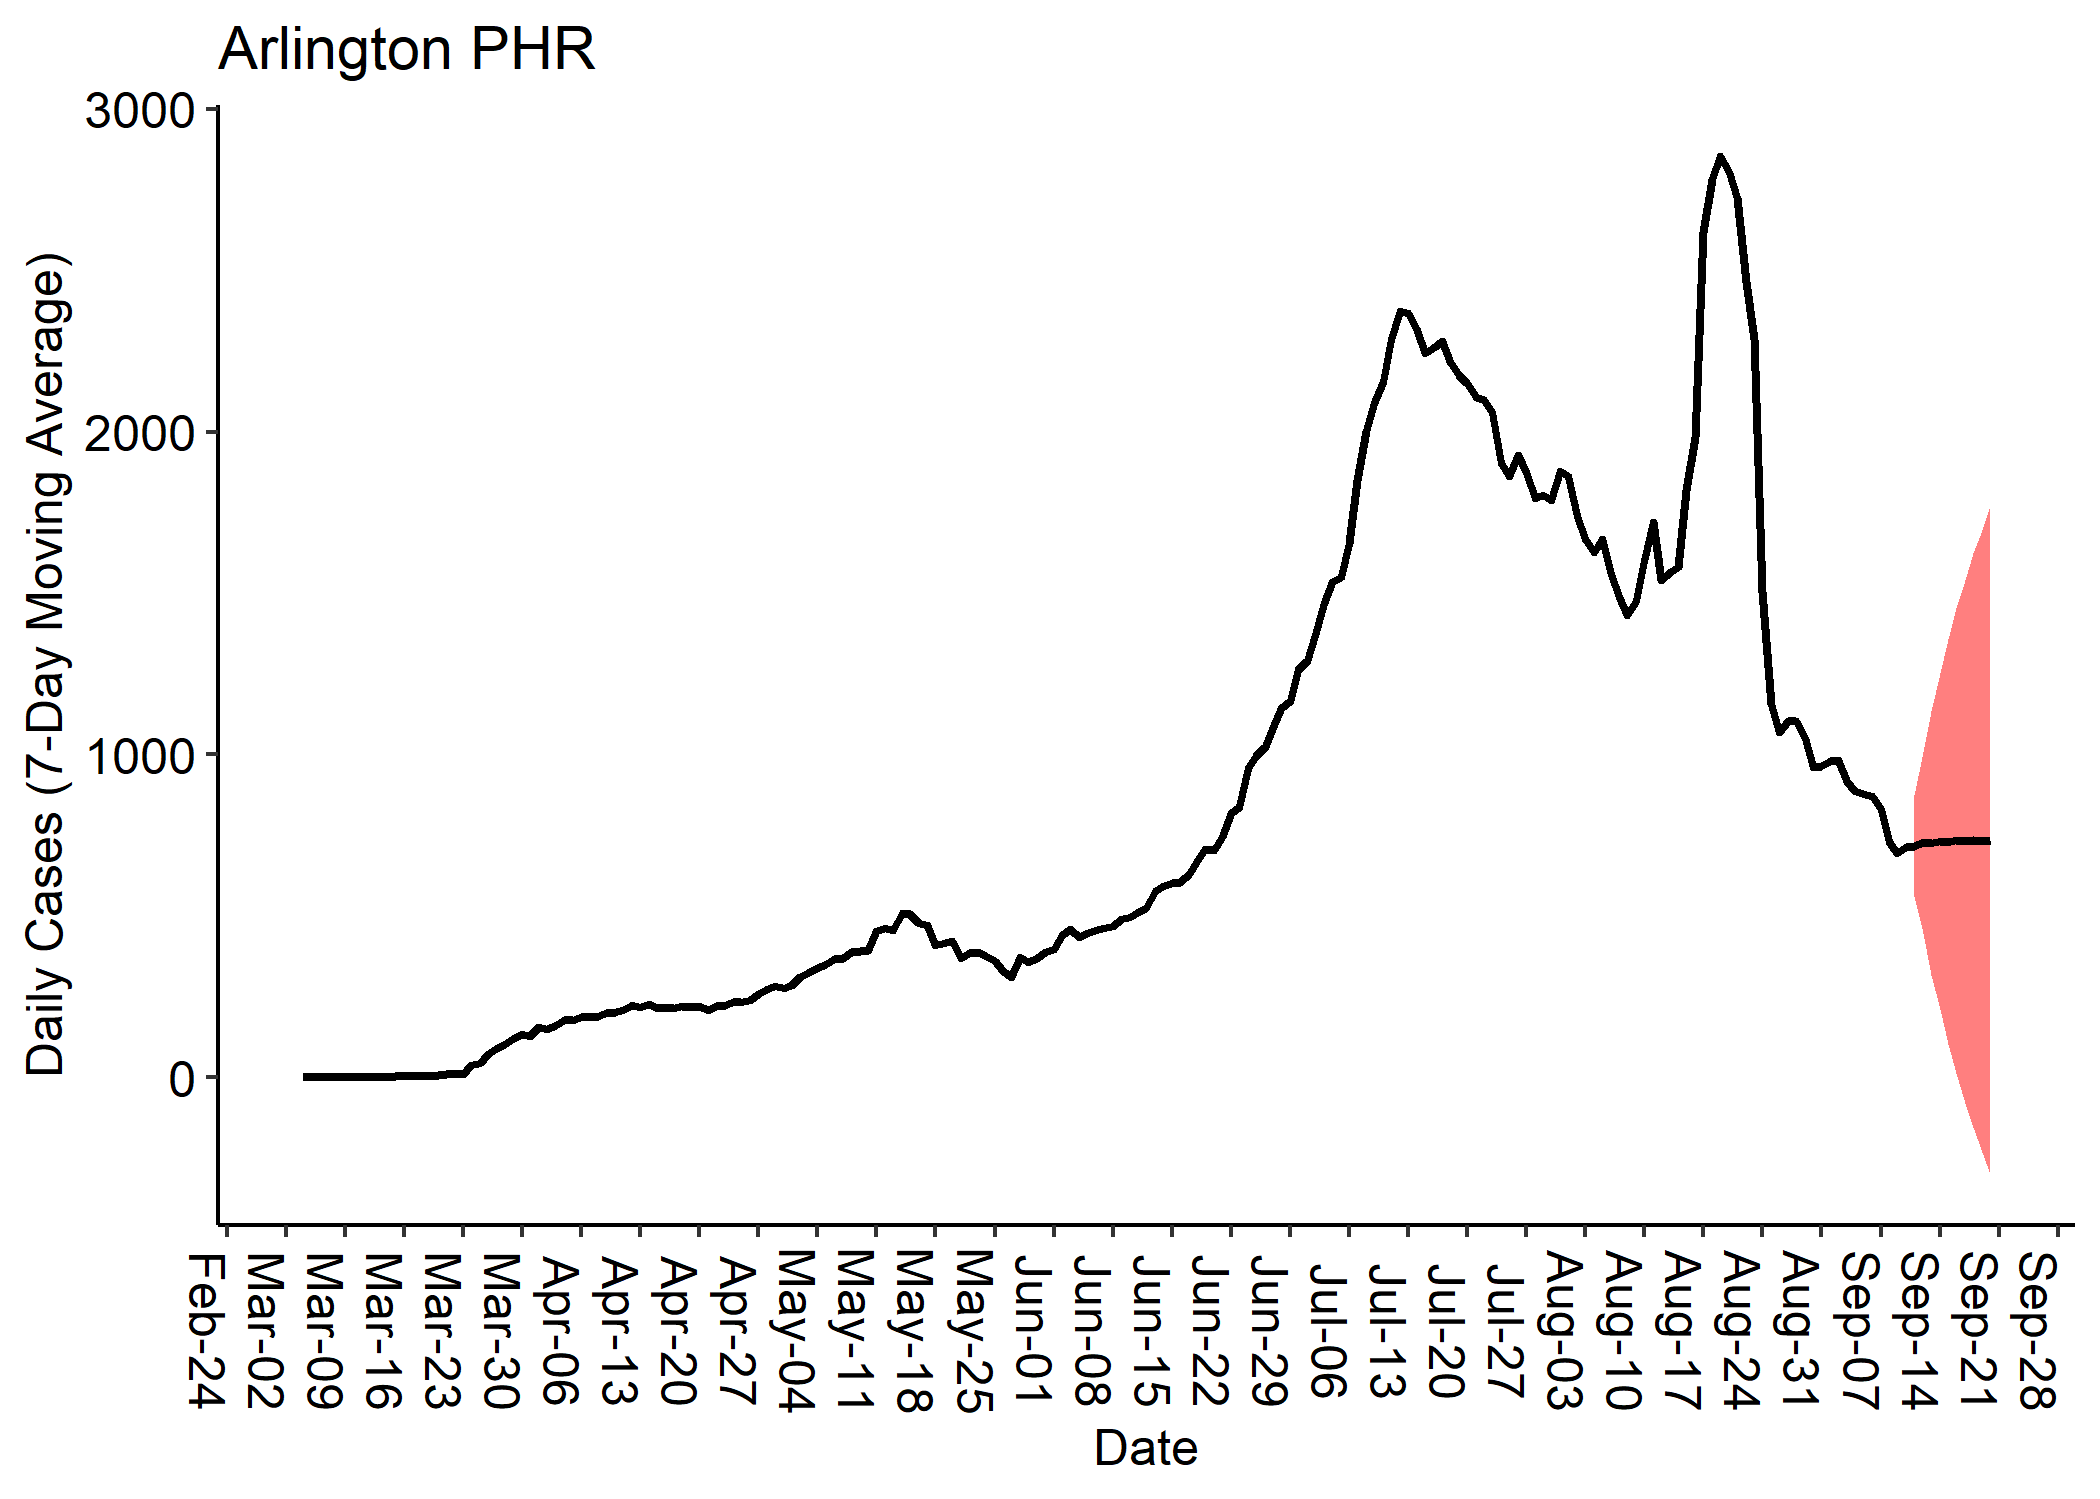 Arlington PHR
Daily Cases (7-Day Moving Average)
3000
2000
1000
0
Feb-24
Mar-02
Mar-09
Mar-16
Mar-23
Mar-30
Apr-06
Apr-13
Apr-20
Apr-27
May-04
May-11
May-18
May-25
Jun-01
Jun-08
Jun-15
Jun-22
Jun-29
Jul-06
Jul-13
Jul-20
Jul-27
Aug-03
Aug-10
Aug-17
Aug-24
Aug-31
Sep-07
Sep-14
Sep-21
Sep-28
Date